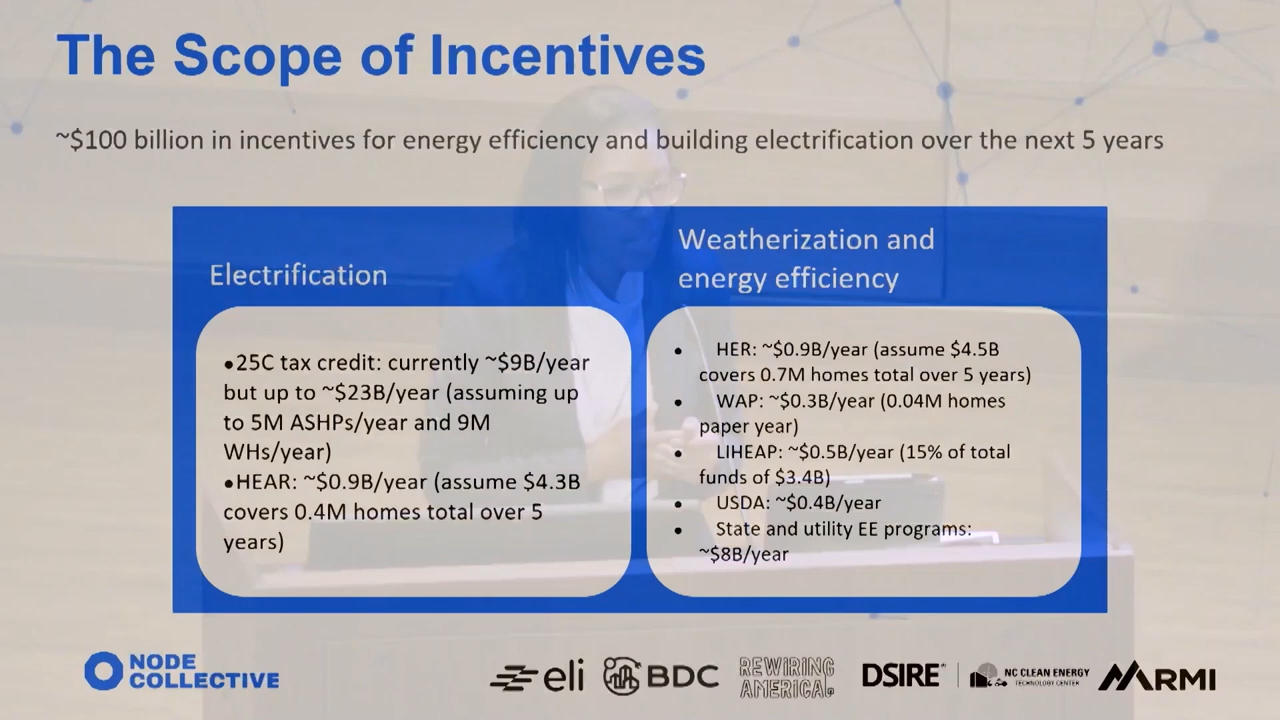 The Scope of Incentives
~$100 billion in incentives for energy efficiency and building electrification over the next 5 years
Electrification
•25C tax credit: currently ~$9B/year
but up to ~$23B/year (assuming up
to 5M ASHPs/year and 9M
WHs/year)
•HEAR: ~$0.9B/year (assume $4.3B
covers 0.4M homes total over 5
years)
Weatherization and
energy efficiency
• HER: ~$0.9B/year (assume $4.5B
covers 0.7M homes total over 5 years)
• WAP: ~$0.3B/year (0.04M homes
paper year)
• LIHEAP: ~$0.5B/year (15% of total
funds of $3.4B)
• USDA: ~$0.4B/year
• State and utility EE programs:
~$8B/year
NODE
COLLECTIVE
eli
BDC
REWIRING
AMERICA
DSIRE
NC CLEAN ENERGY
TECHNOLOGY CENTER
RMI